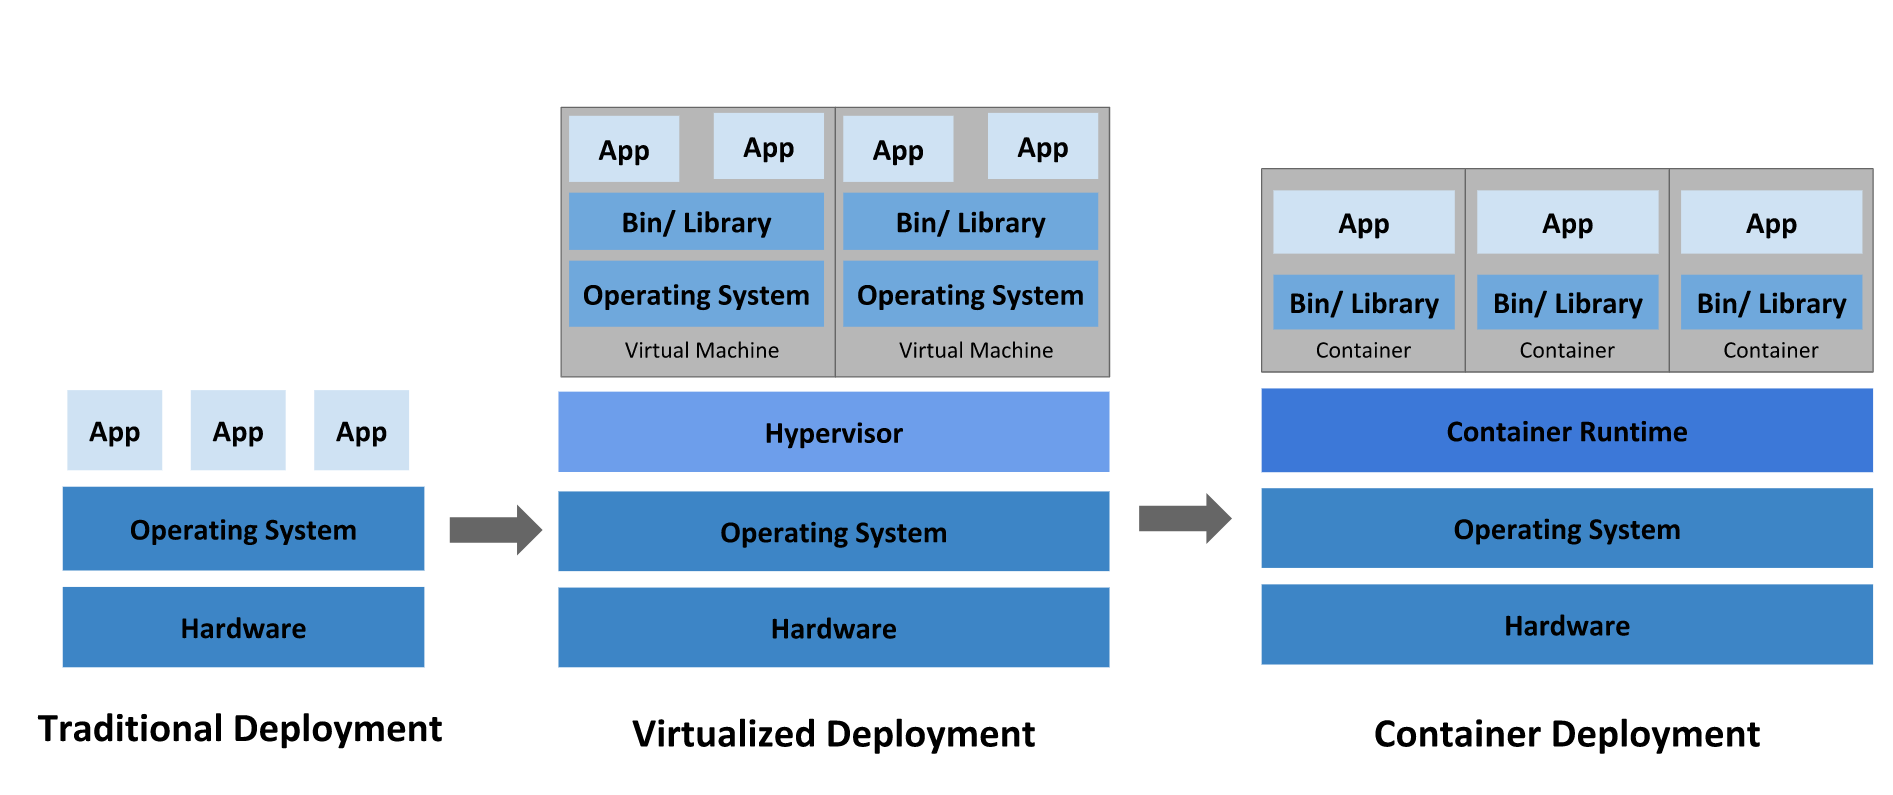 App
App
App
Operating System
Hardware
Traditional Deployment
App
App
App
App
Bin/ Library
Bin/ Library
Operating System
Operating System
Virtual Machine
Virtual Machine
Hypervisor
Operating System
Hardware
Virtualized Deployment
App
App
App
Bin/ Library
Bin/ Library
Bin/ Library
Container
Container
Container
Container Runtime
Operating System
Hardware
Container Deployment